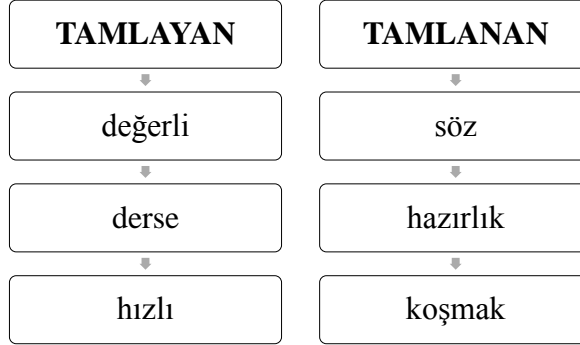 TAMLAYAN TAMLANAN
değerli söz
derse hazırlık
hızlı koşmak